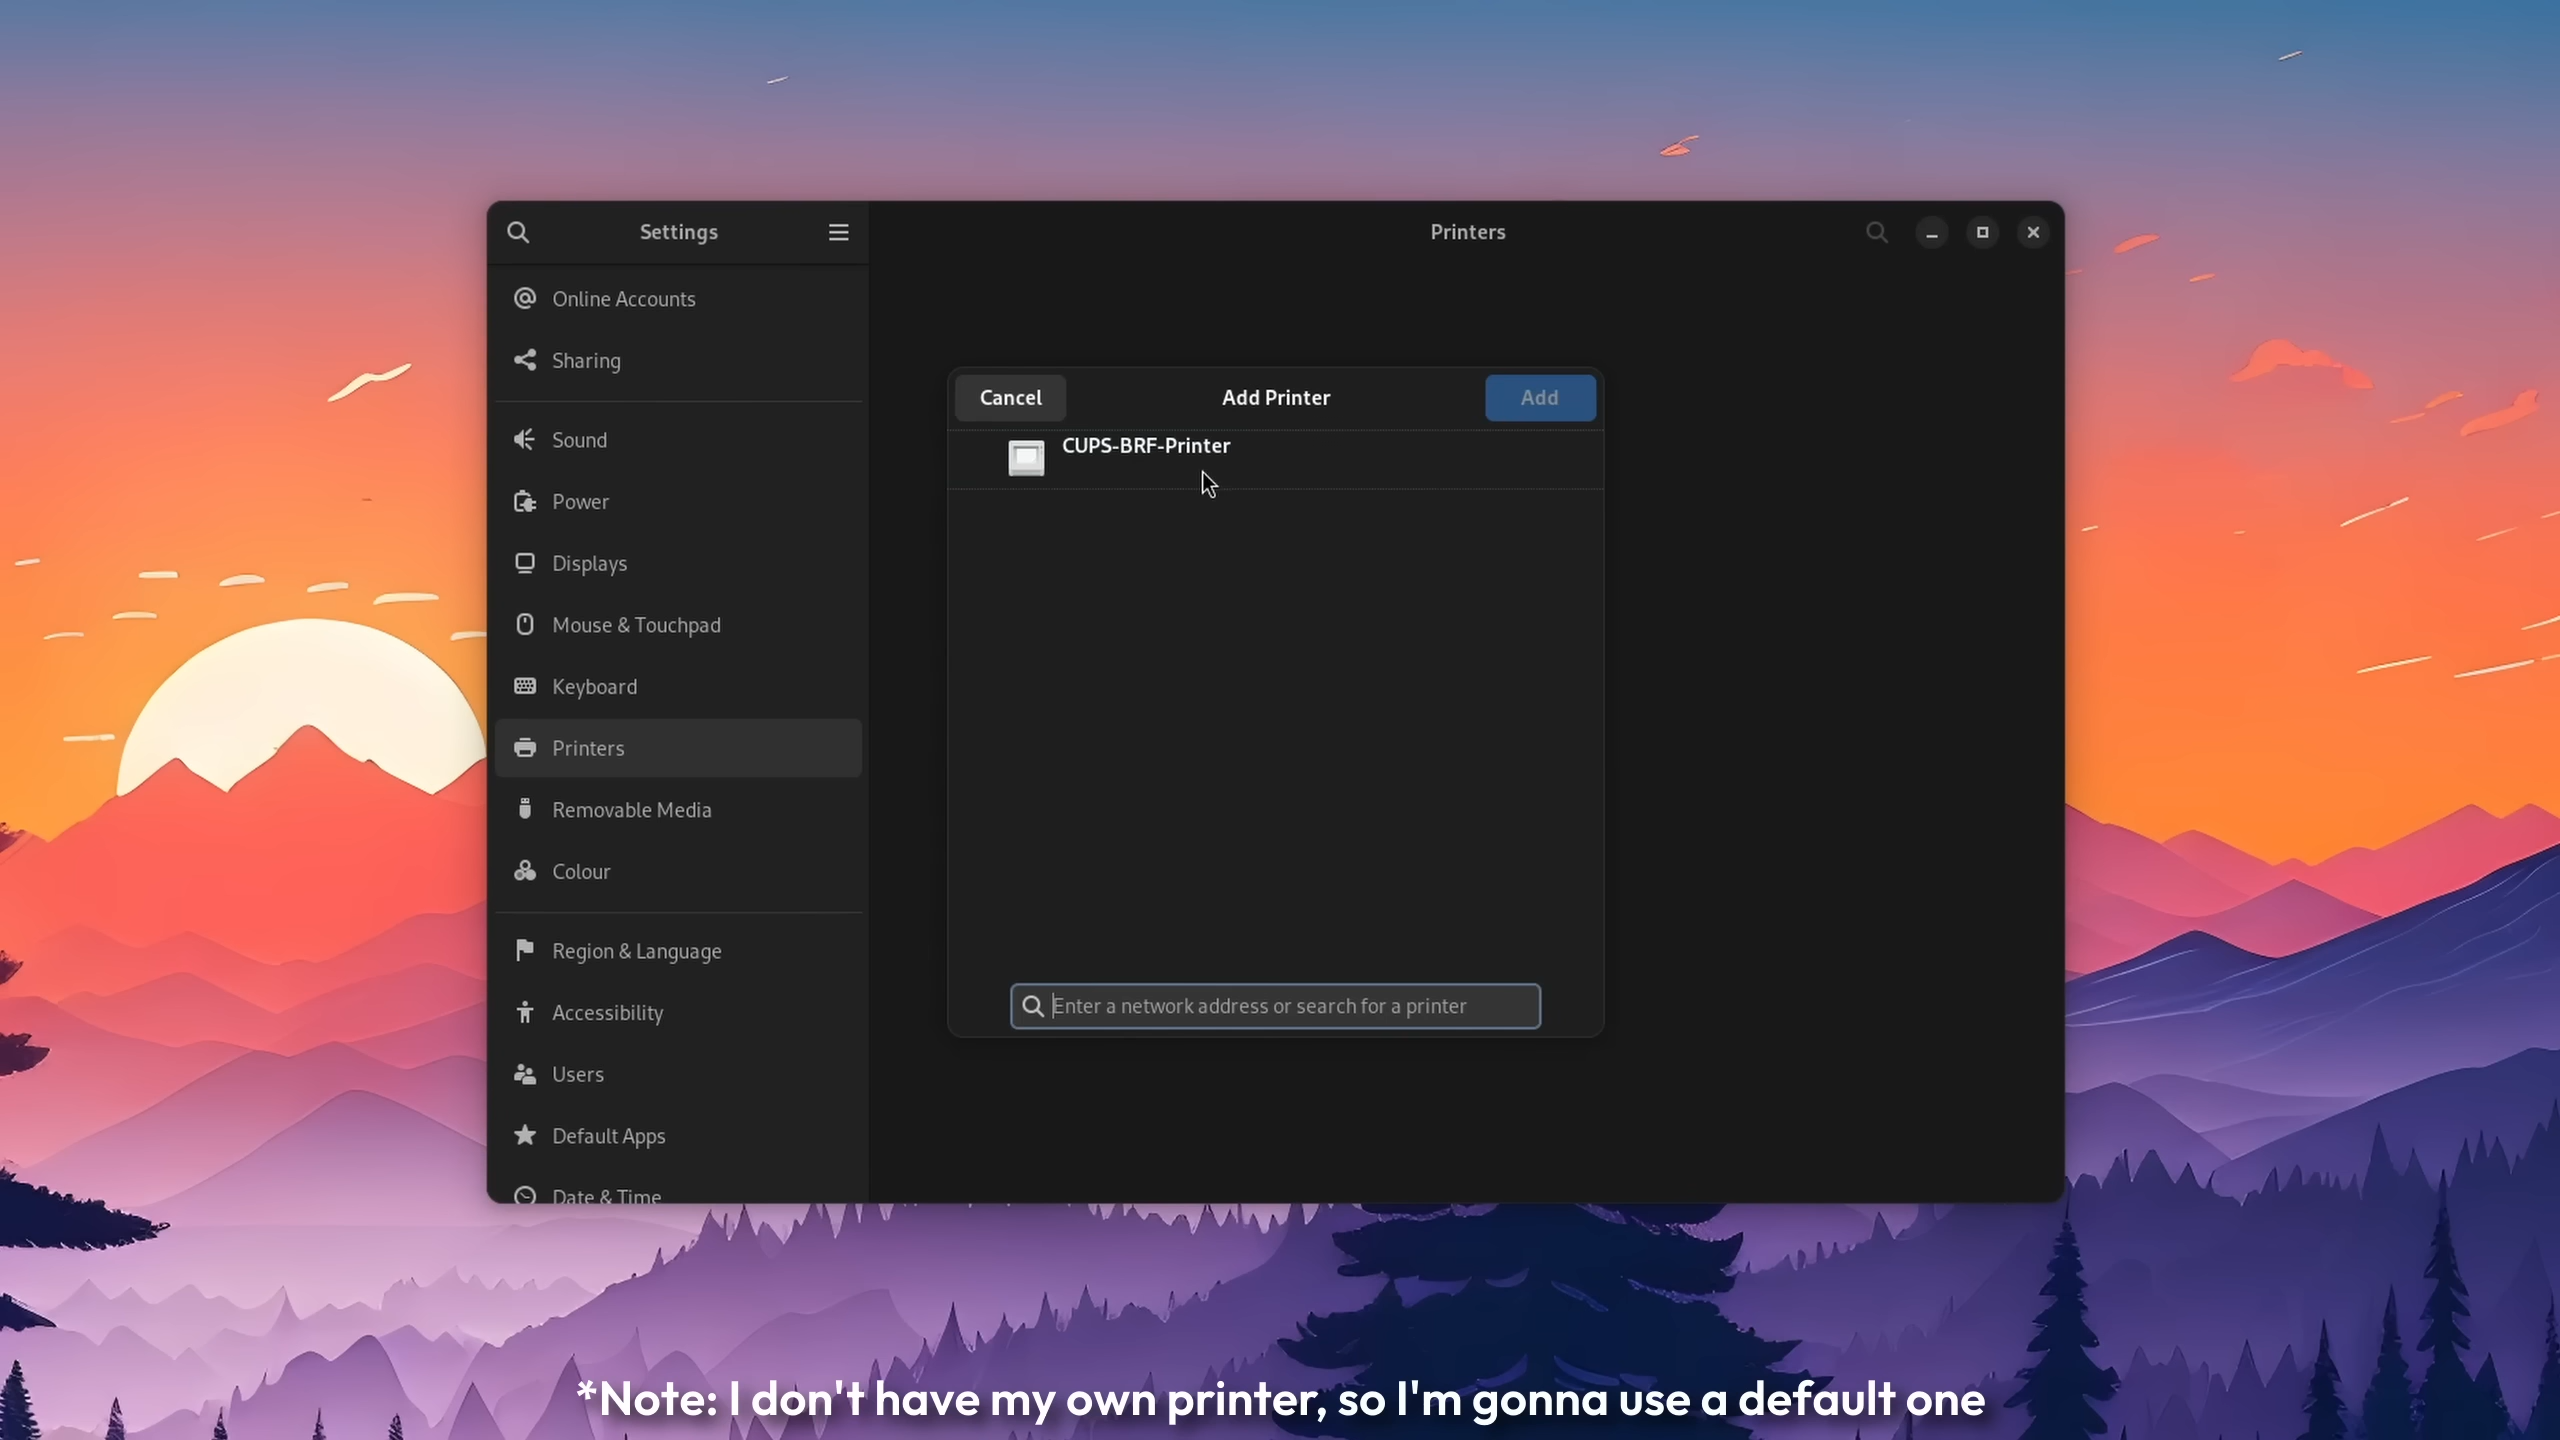 Settings
Printers
Online Accounts
Sharing
Sound
Power
Displays
Mouse & Touchpad
Keyboard
Printers
Removable Media
Colour
Region & Language
Accessibility
Users
Default Apps
Date & Time
Cancel
Add Printer
Add
CUPS-BRF-Printer
Enter a network address or search for a printer
*Note: I don't have my own printer, so I'm gonna use a default one